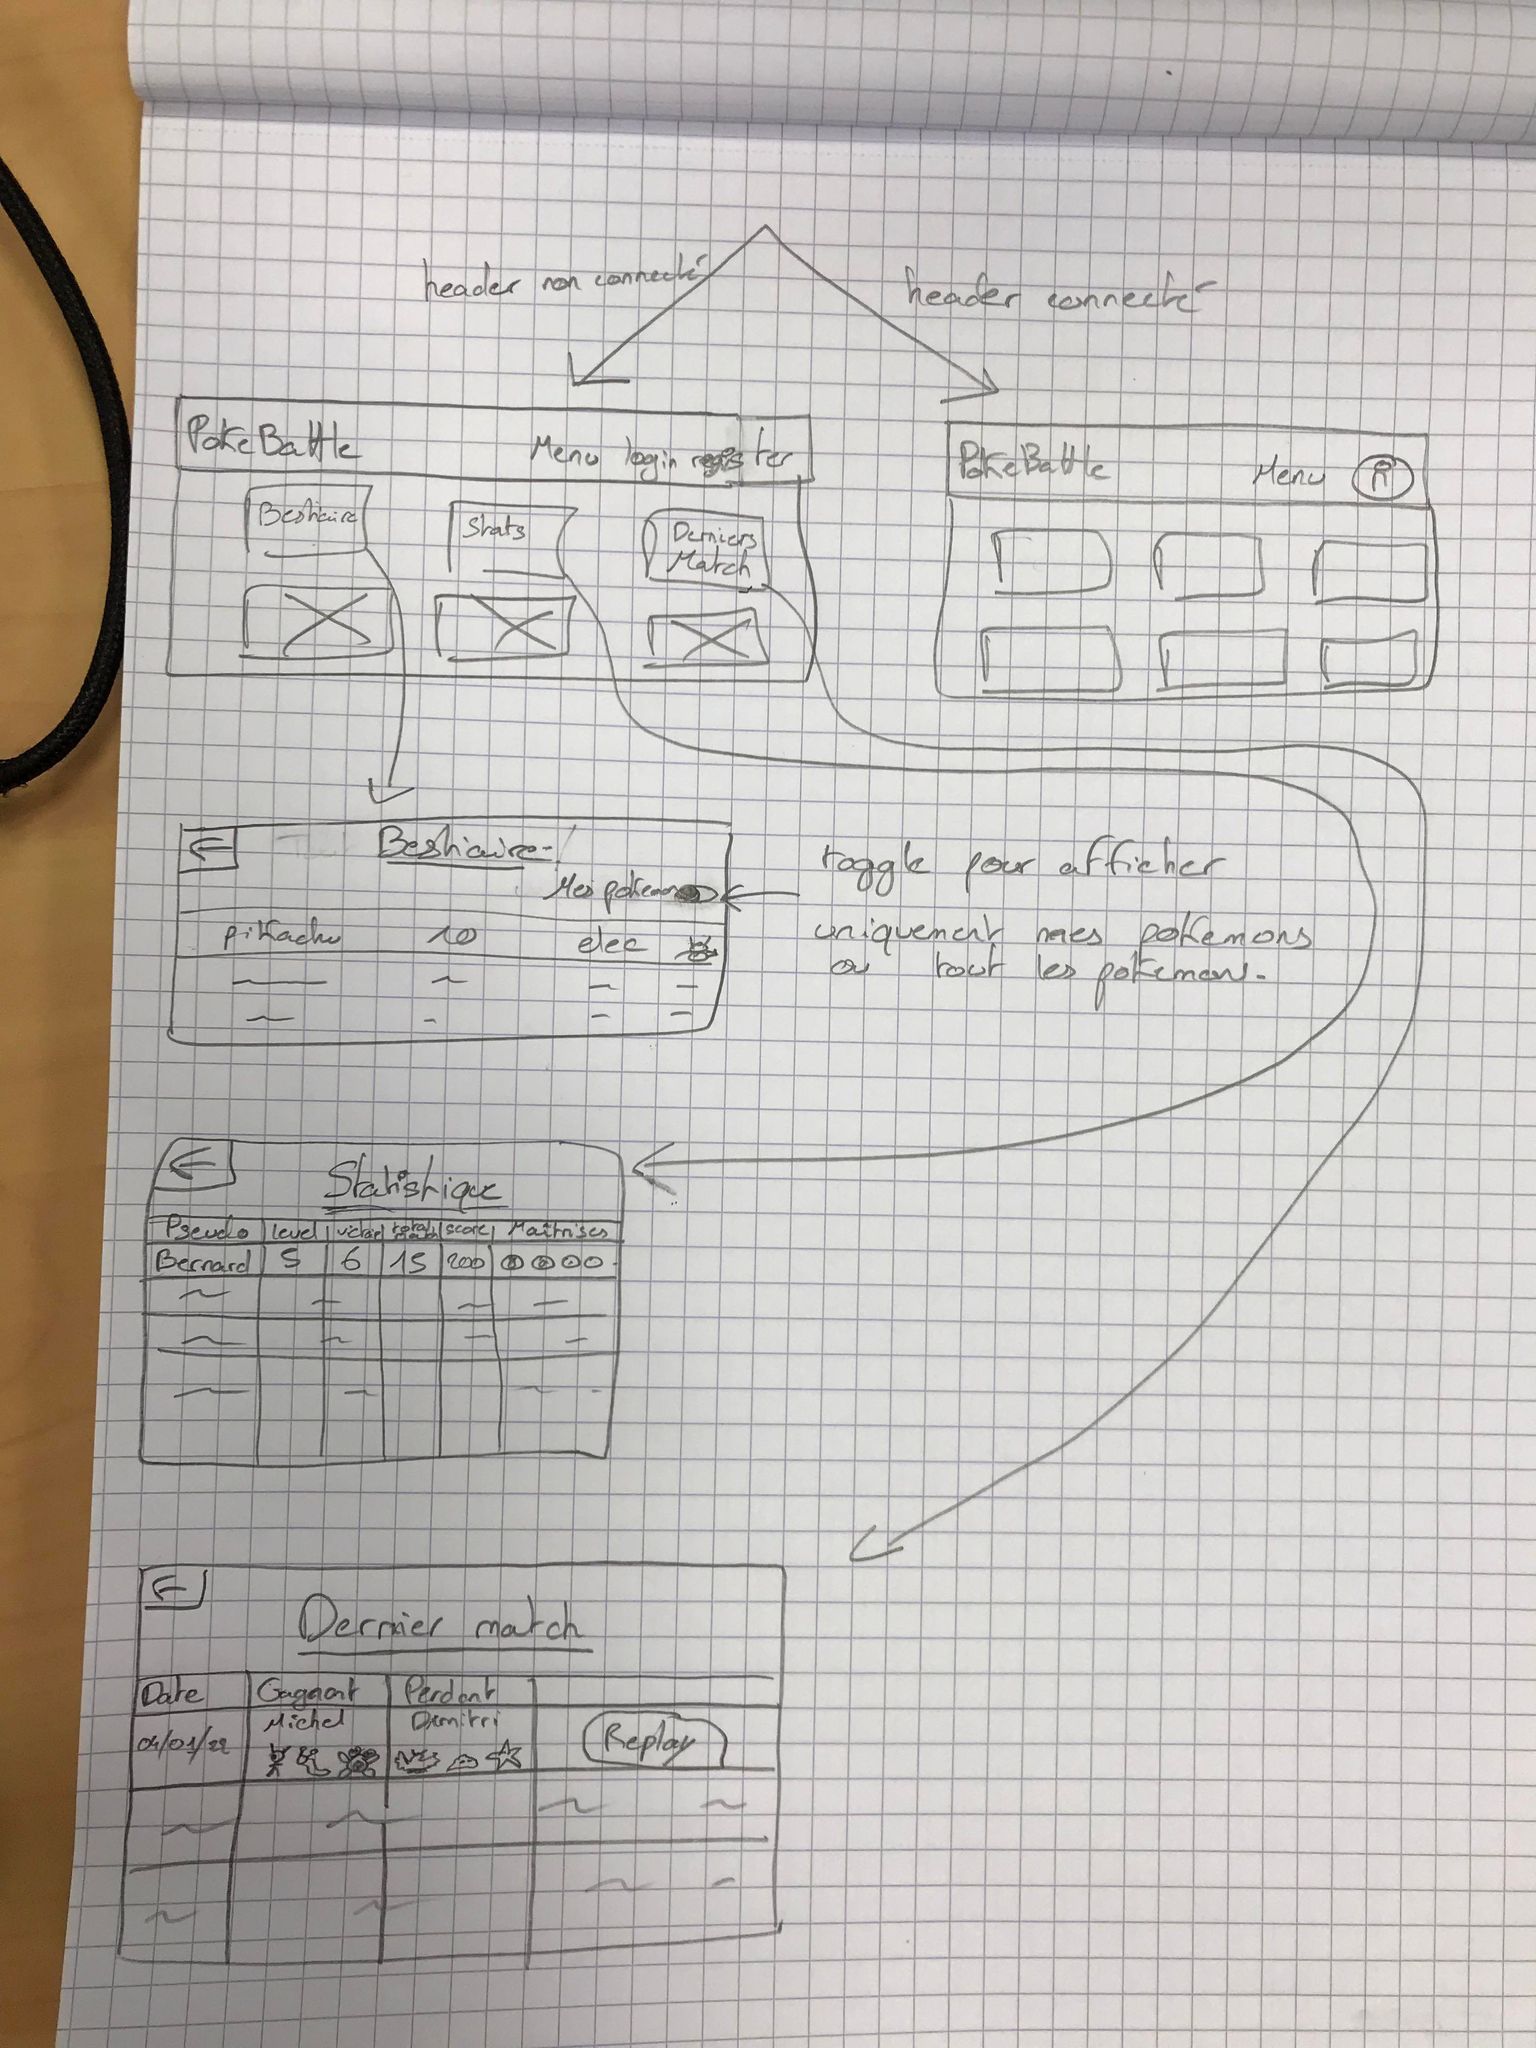 header non connecté
header connecté
PokeBattle
Menu login register
Bestiaire
Stats
Derniers
Match
PokeBattle
Menu
Bestiaire
Mes pokemons
pikachu 10 elec
toggle pour afficher
uniquement mes pokemons
ou tout les pokemons.
Statistique
Pseudo level victoire total match score Maîtrises
Bernard 5 6 15 200
Dernier match
Date Gagnant Perdant
04/01/22 Michel Dimitri Replay